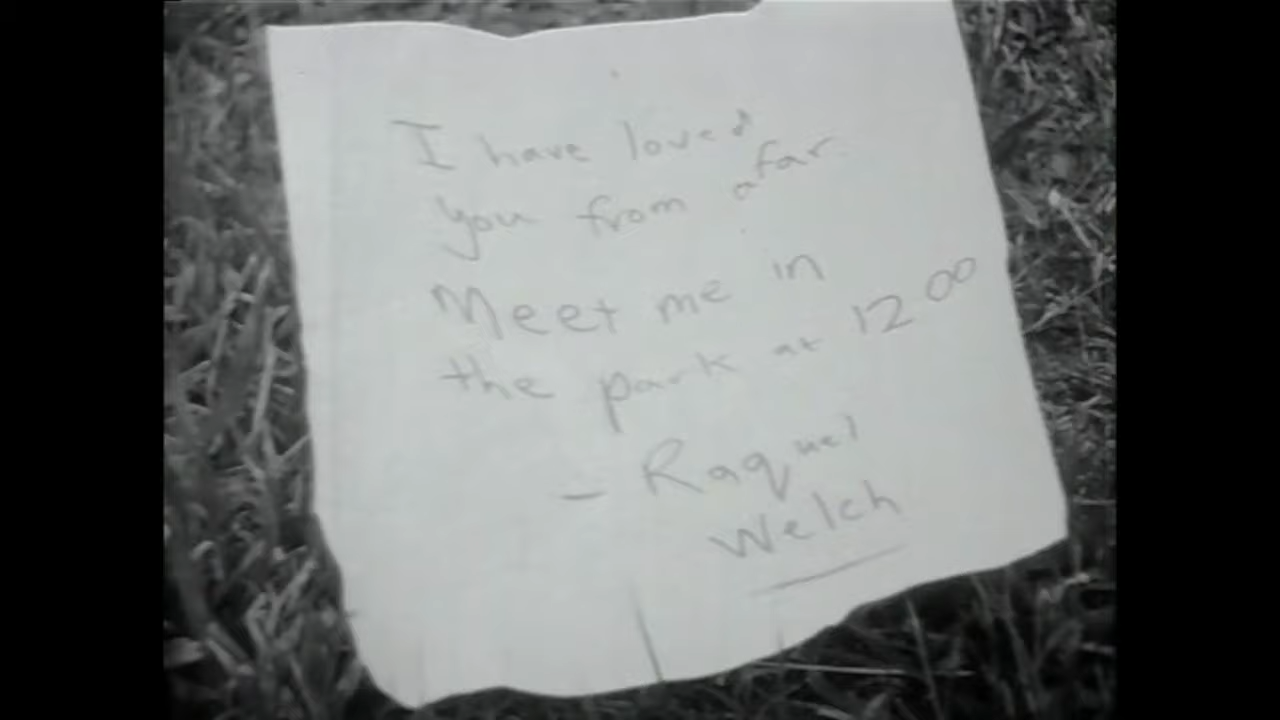 I have loved
you from afar
Meet me in
the park at 12 00
- Raquel
Welch